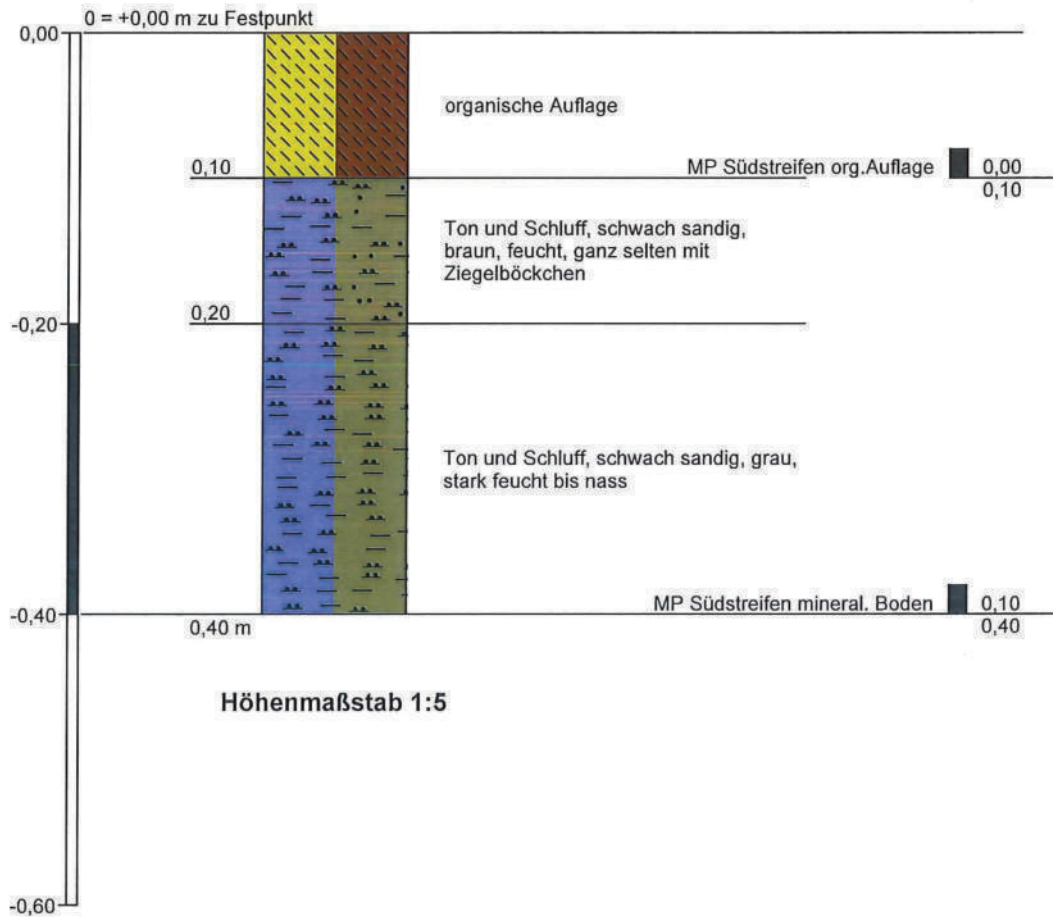 0 = +0,00 m zu Festpunkt
0,00
organische Auflage
0,10
MP Südstreifen org.Auflage
0,00
0,10
Ton und Schluff, schwach sandig,
braun, feucht, ganz selten mit
Ziegelböckchen
-0,20
0,20
Ton und Schluff, schwach sandig, grau,
stark feucht bis nass
MP Südstreifen mineral. Boden
0,10
0,40
-0,40
0,40 m
Höhenmaßstab 1:5
-0,60